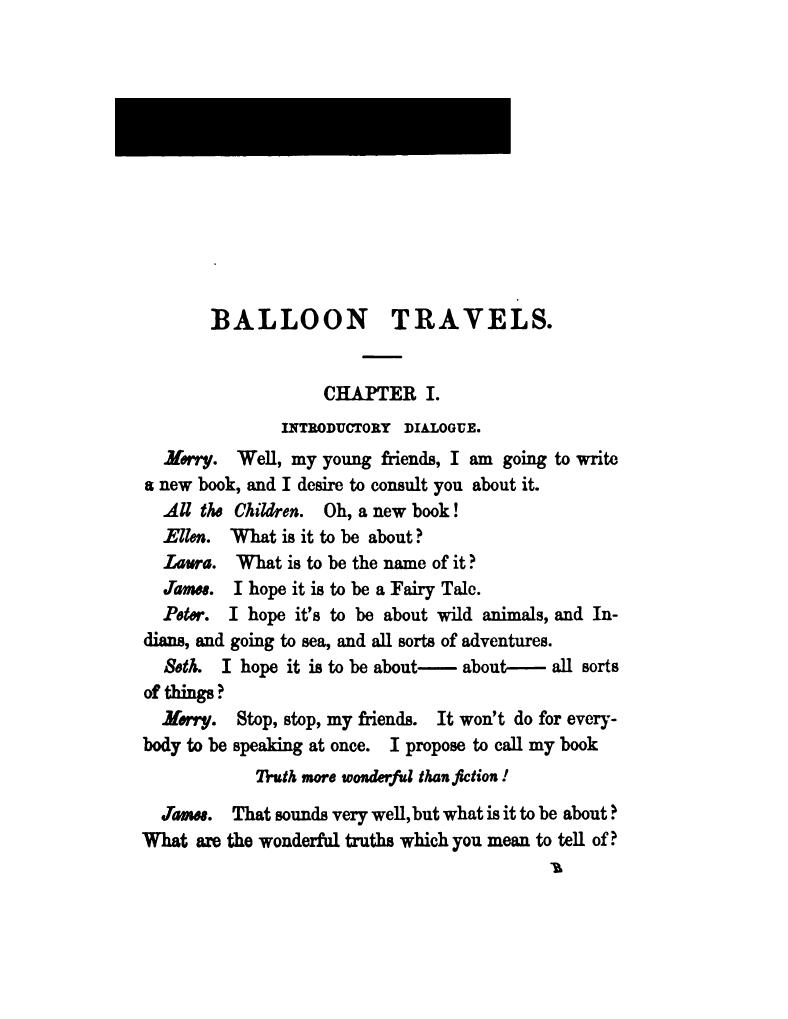 BALLOON TRAVELS.
CHAPTER I.
INTRODUCTORY DIALOGUE.
Merry. Well, my young friends, I am going to write
a new book, and I desire to consult you about it.
All the Children. Oh, a new book!
Ellen. What is it to be about?
Laura. What is to be the name of it?
James. I hope it is to be a Fairy Tale.
Peter. I hope it's to be about wild animals, and In-
dians, and going to sea, and all sorts of adventures.
Seth. I hope it is to be about—— about—— all sorts
of things?
Merry. Stop, stop, my friends. It won't do for every-
body to be speaking at once. I propose to call my book
Truth more wonderful than fiction!
James. That sounds very well, but what is it to be about?
What are the wonderful truths which you mean to tell of?
B